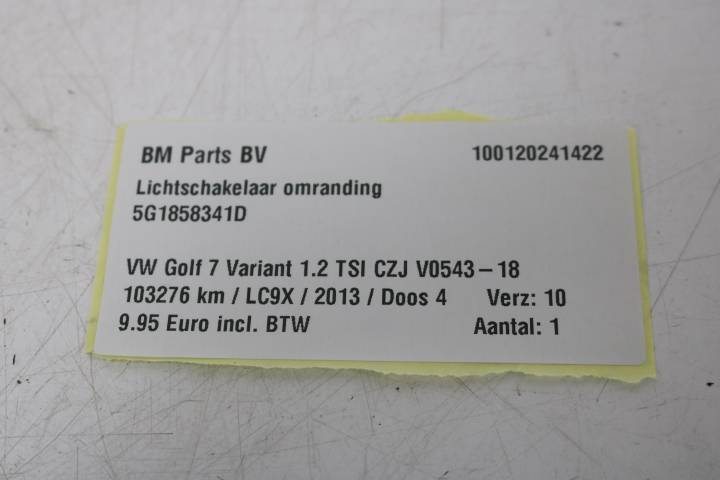 BM Parts BV 100120241422
Lichtschakelaar omranding
5G1858341D
VW Golf 7 Variant 1.2 TSI CZJ V0543-18
103276 km / LC9X / 2013 / Doos 4 Verz: 10
9.95 Euro incl. BTW Aantal: 1